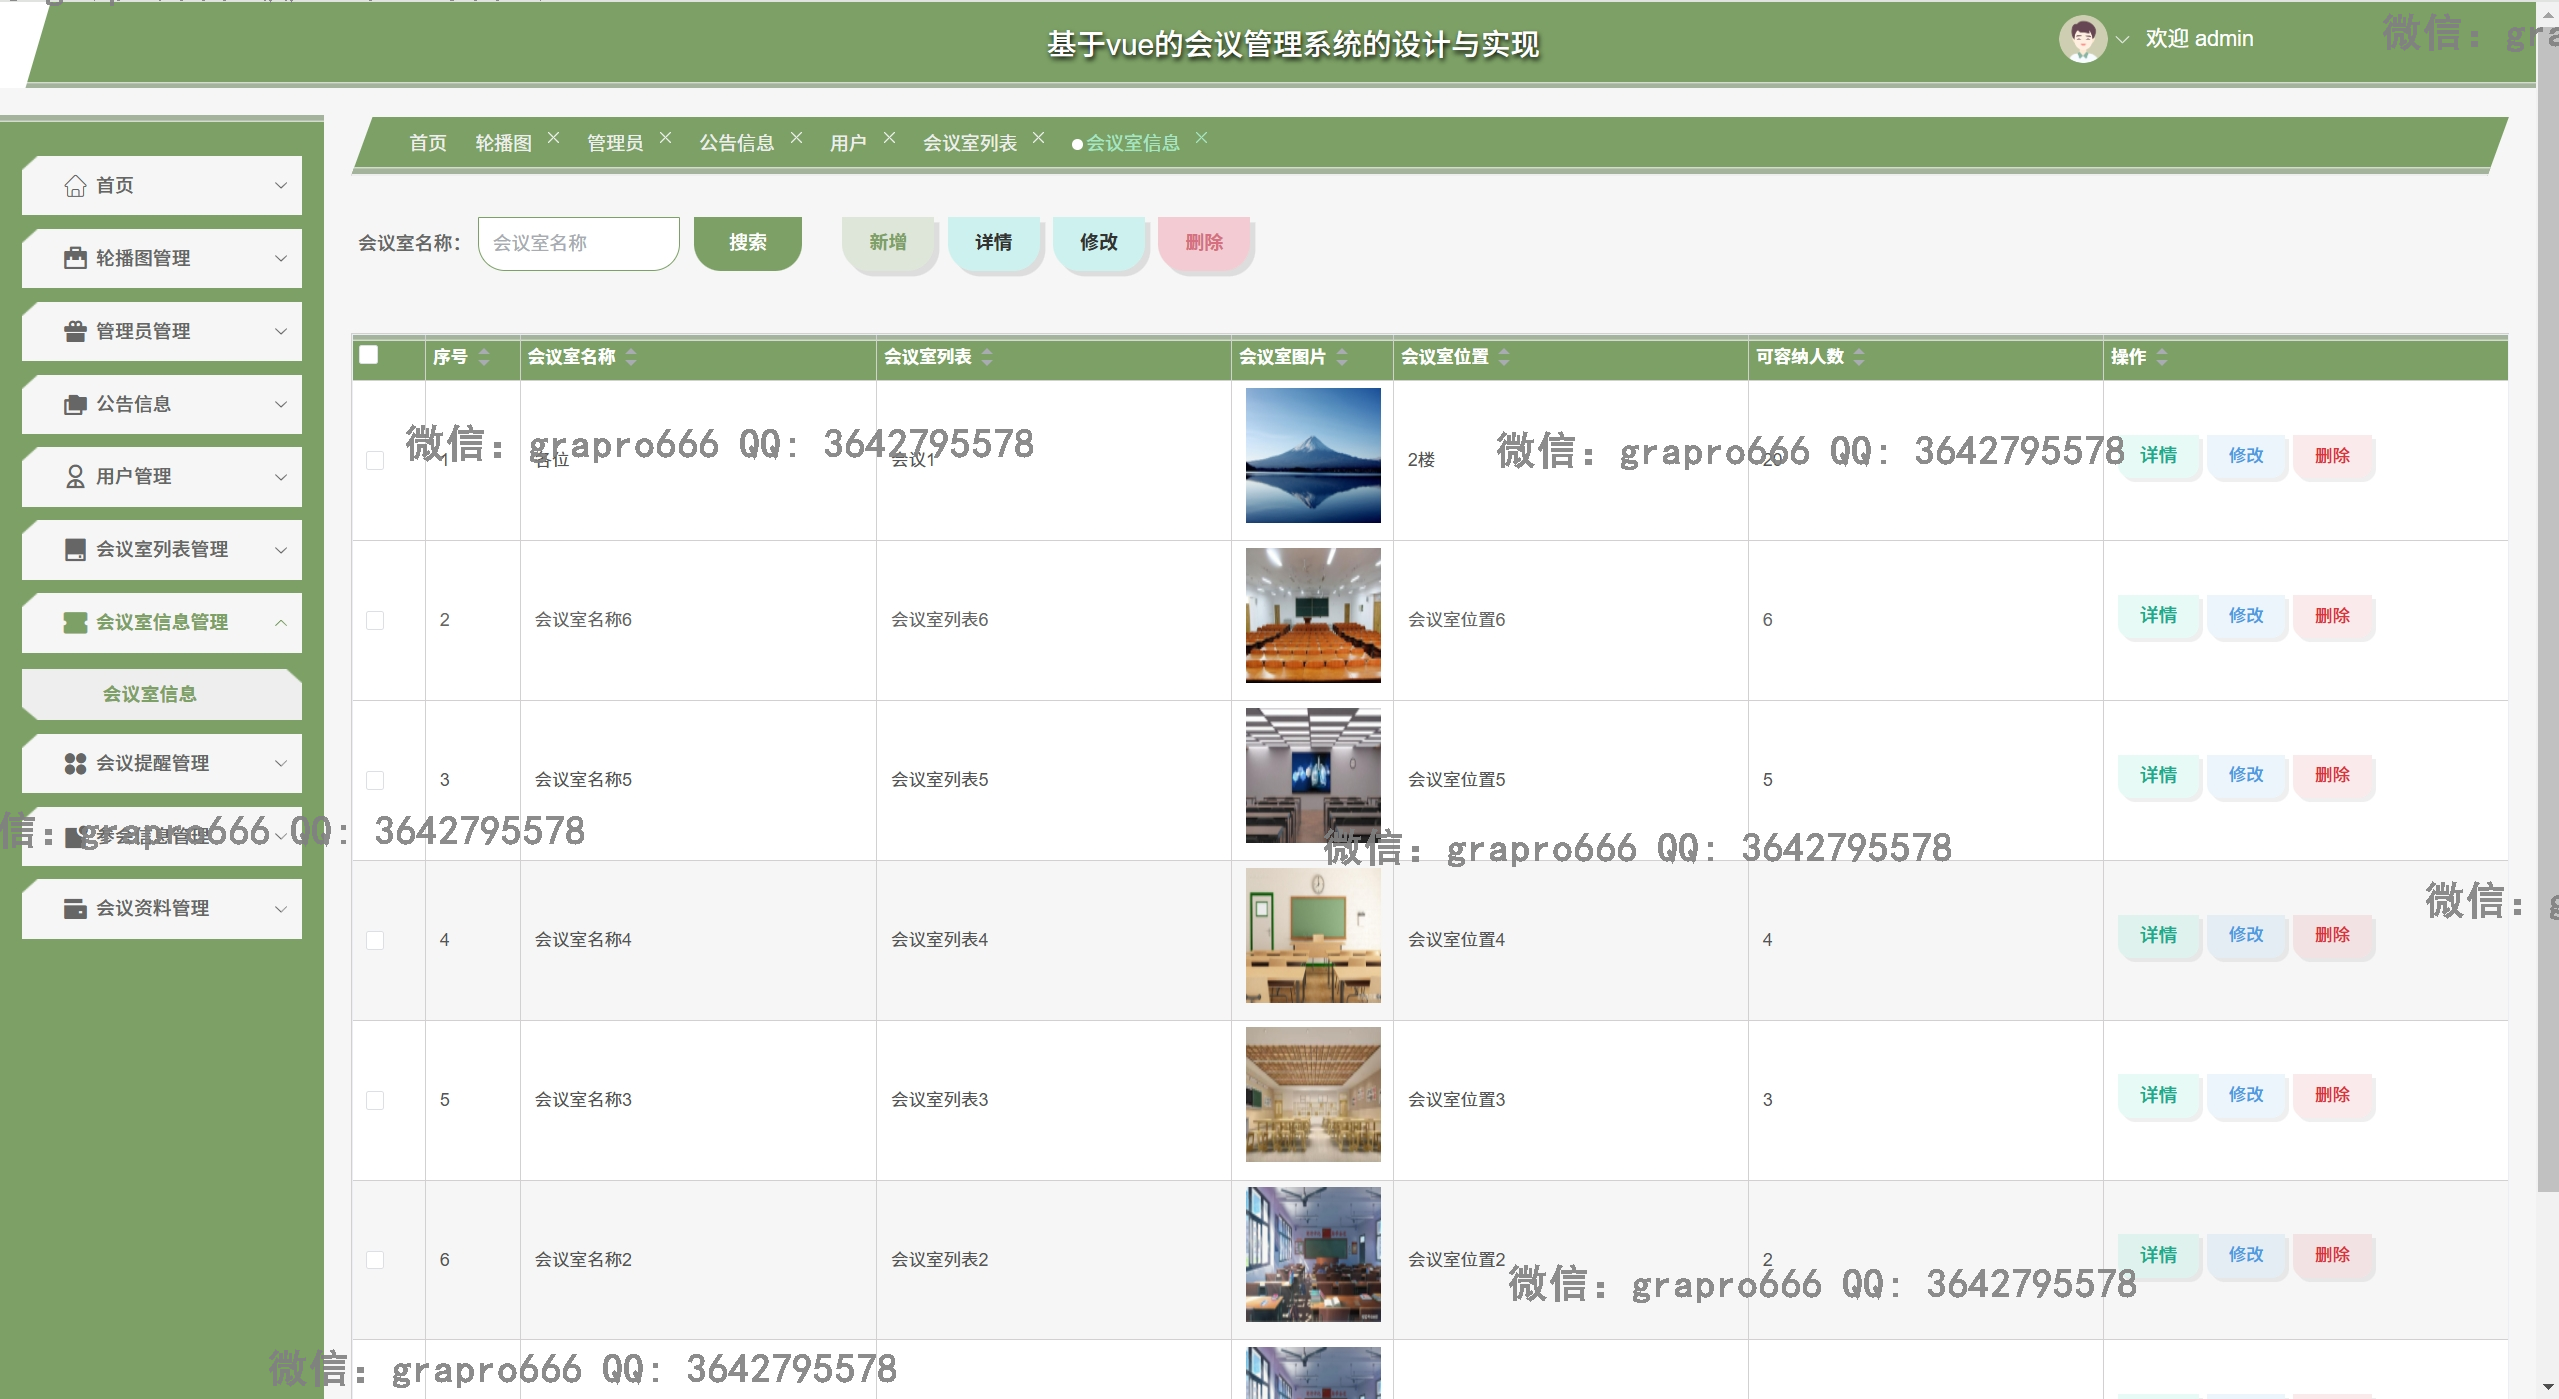 基于vue的会议管理系统的设计与实现
欢迎 admin
微信: gra
首页 轮播图 管理员 公告信息 用户 会议室列表 会议室信息
首页
轮播图管理
管理员管理
公告信息
用户管理
会议室列表管理
会议室信息管理
会议室信息
会议提醒管理
参会信息管理
会议资料管理
会议室名称: 会议室名称 搜索 新增 详情 修改 删除
序号 会议室名称 会议室列表 会议室图片 会议室位置 可容纳人数 操作
1 各位 会议1 2楼 20 详情 修改 删除
微信: grapro666 QQ: 3642795578
微信: grapro666 QQ: 3642795578
2 会议室名称6 会议室列表6 会议室位置6 6 详情 修改 删除
3 会议室名称5 会议室列表5 会议室位置5 5 详情 修改 删除
信: grapro666 QQ: 3642795578
微信: grapro666 QQ: 3642795578
微信: g
4 会议室名称4 会议室列表4 会议室位置4 4 详情 修改 删除
5 会议室名称3 会议室列表3 会议室位置3 3 详情 修改 删除
6 会议室名称2 会议室列表2 会议室位置2 2 详情 修改 删除
微信: grapro666 QQ: 3642795578
微信: grapro666 QQ: 3642795578